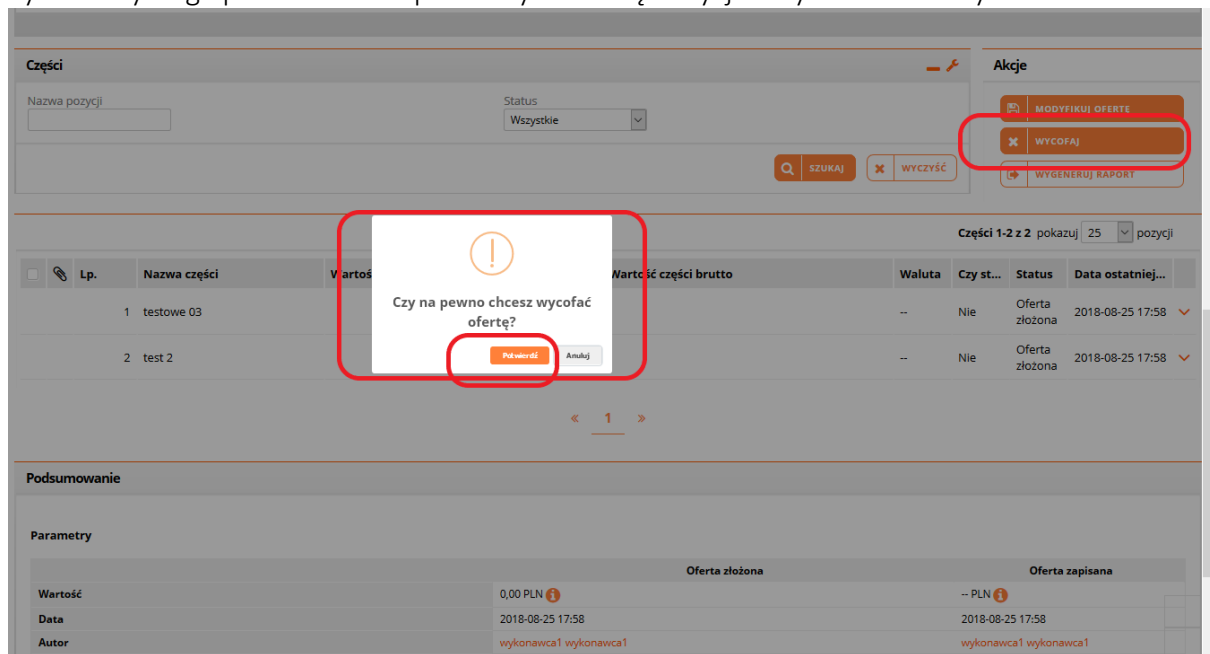 Części
Akcje
Nazwa pozycji
Status
Wszystkie
MODYFIKUJ OFERTE
WYCOFAJ
SZUKAJ
WYCZYŚĆ
WYGENERUJ RAPORT
Części 1-2 z 2 pokazuj 25 pozycji
Lp. Nazwa części Wartoś Wartość części brutto Waluta Czy st... Status Data ostatniej...
1 testowe 03 -- Nie Oferta złożona 2018-08-25 17:58
2 test 2 -- Nie Oferta złożona 2018-08-25 17:58
Czy na pewno chcesz wycofać
ofertę?
Potwierdź Anuluj
« 1 »
Podsumowanie
Parametry
Oferta złożona Oferta zapisana
Wartość 0,00 PLN -- PLN
Data 2018-08-25 17:58 2018-08-25 17:58
Autor wykonawca1 wykonawca1 wykonawca1 wykonawca1